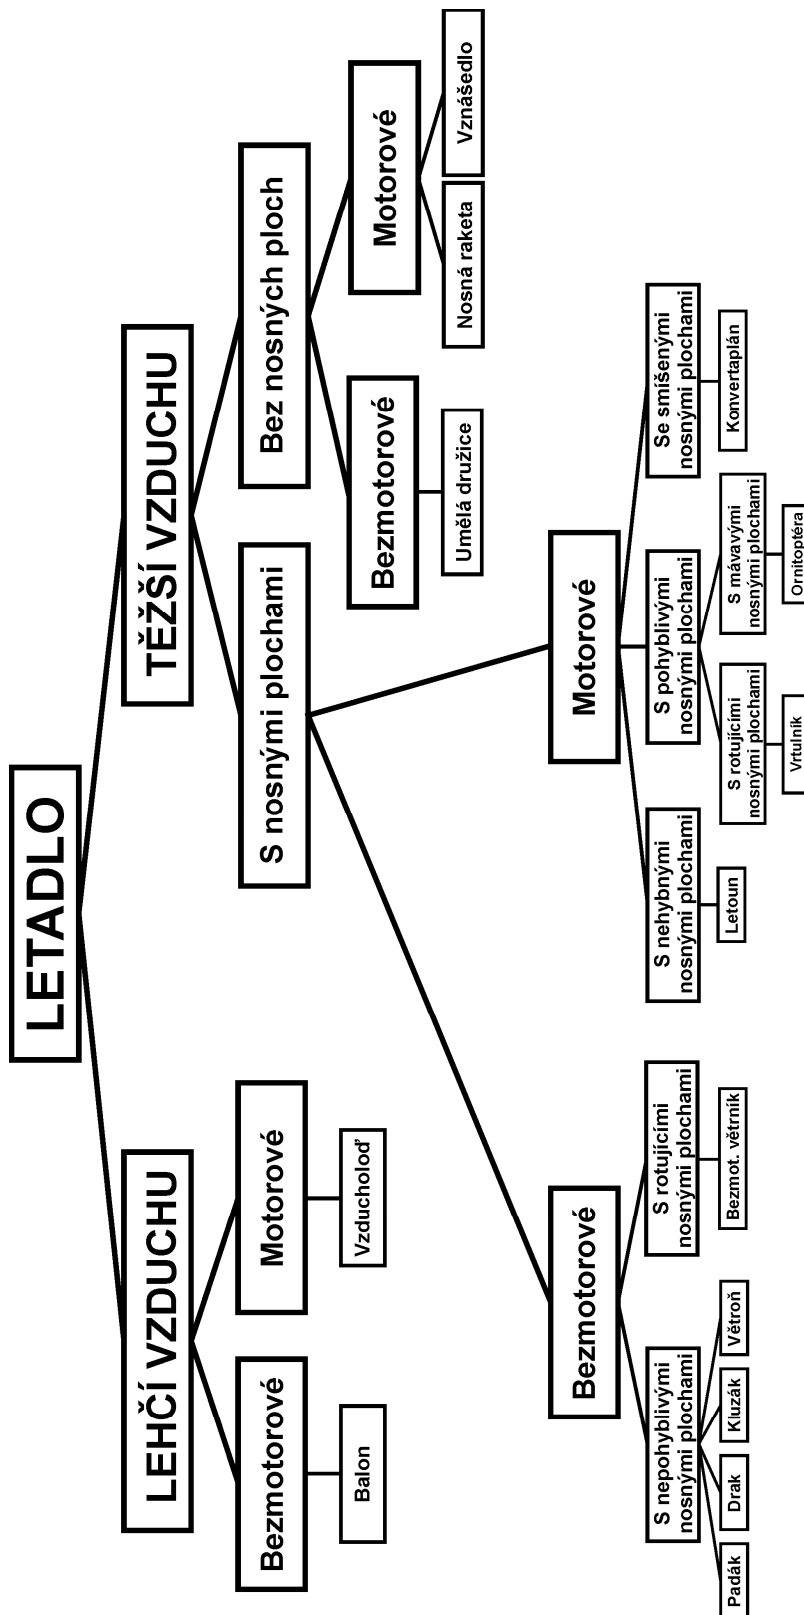 LETADLO
LEHČÍ VZDUCHU
TĚŽŠÍ VZDUCHU
Bezmotorové
Motorové
S nosnými plochami
Bez nosných ploch
Balon
Vzducholoď
Bezmotorové
Motorové
Umělá družice
Nosná raketa
Vznášedlo
Bezmotorové
Motorové
S nepohyblivými
nosnými plochami
S rotujícími
nosnými plochami
S nehybnými
nosnými plochami
S pohyblivými
nosnými plochami
Se smíšenými
nosnými plochami
Padák
Drak
Kluzák
Větroň
Bezmot. větrník
Letoun
S rotujícími
nosnými plochami
S mávavými
nosnými plochami
Konvertaplán
Vrtulník
Ornitoptéra